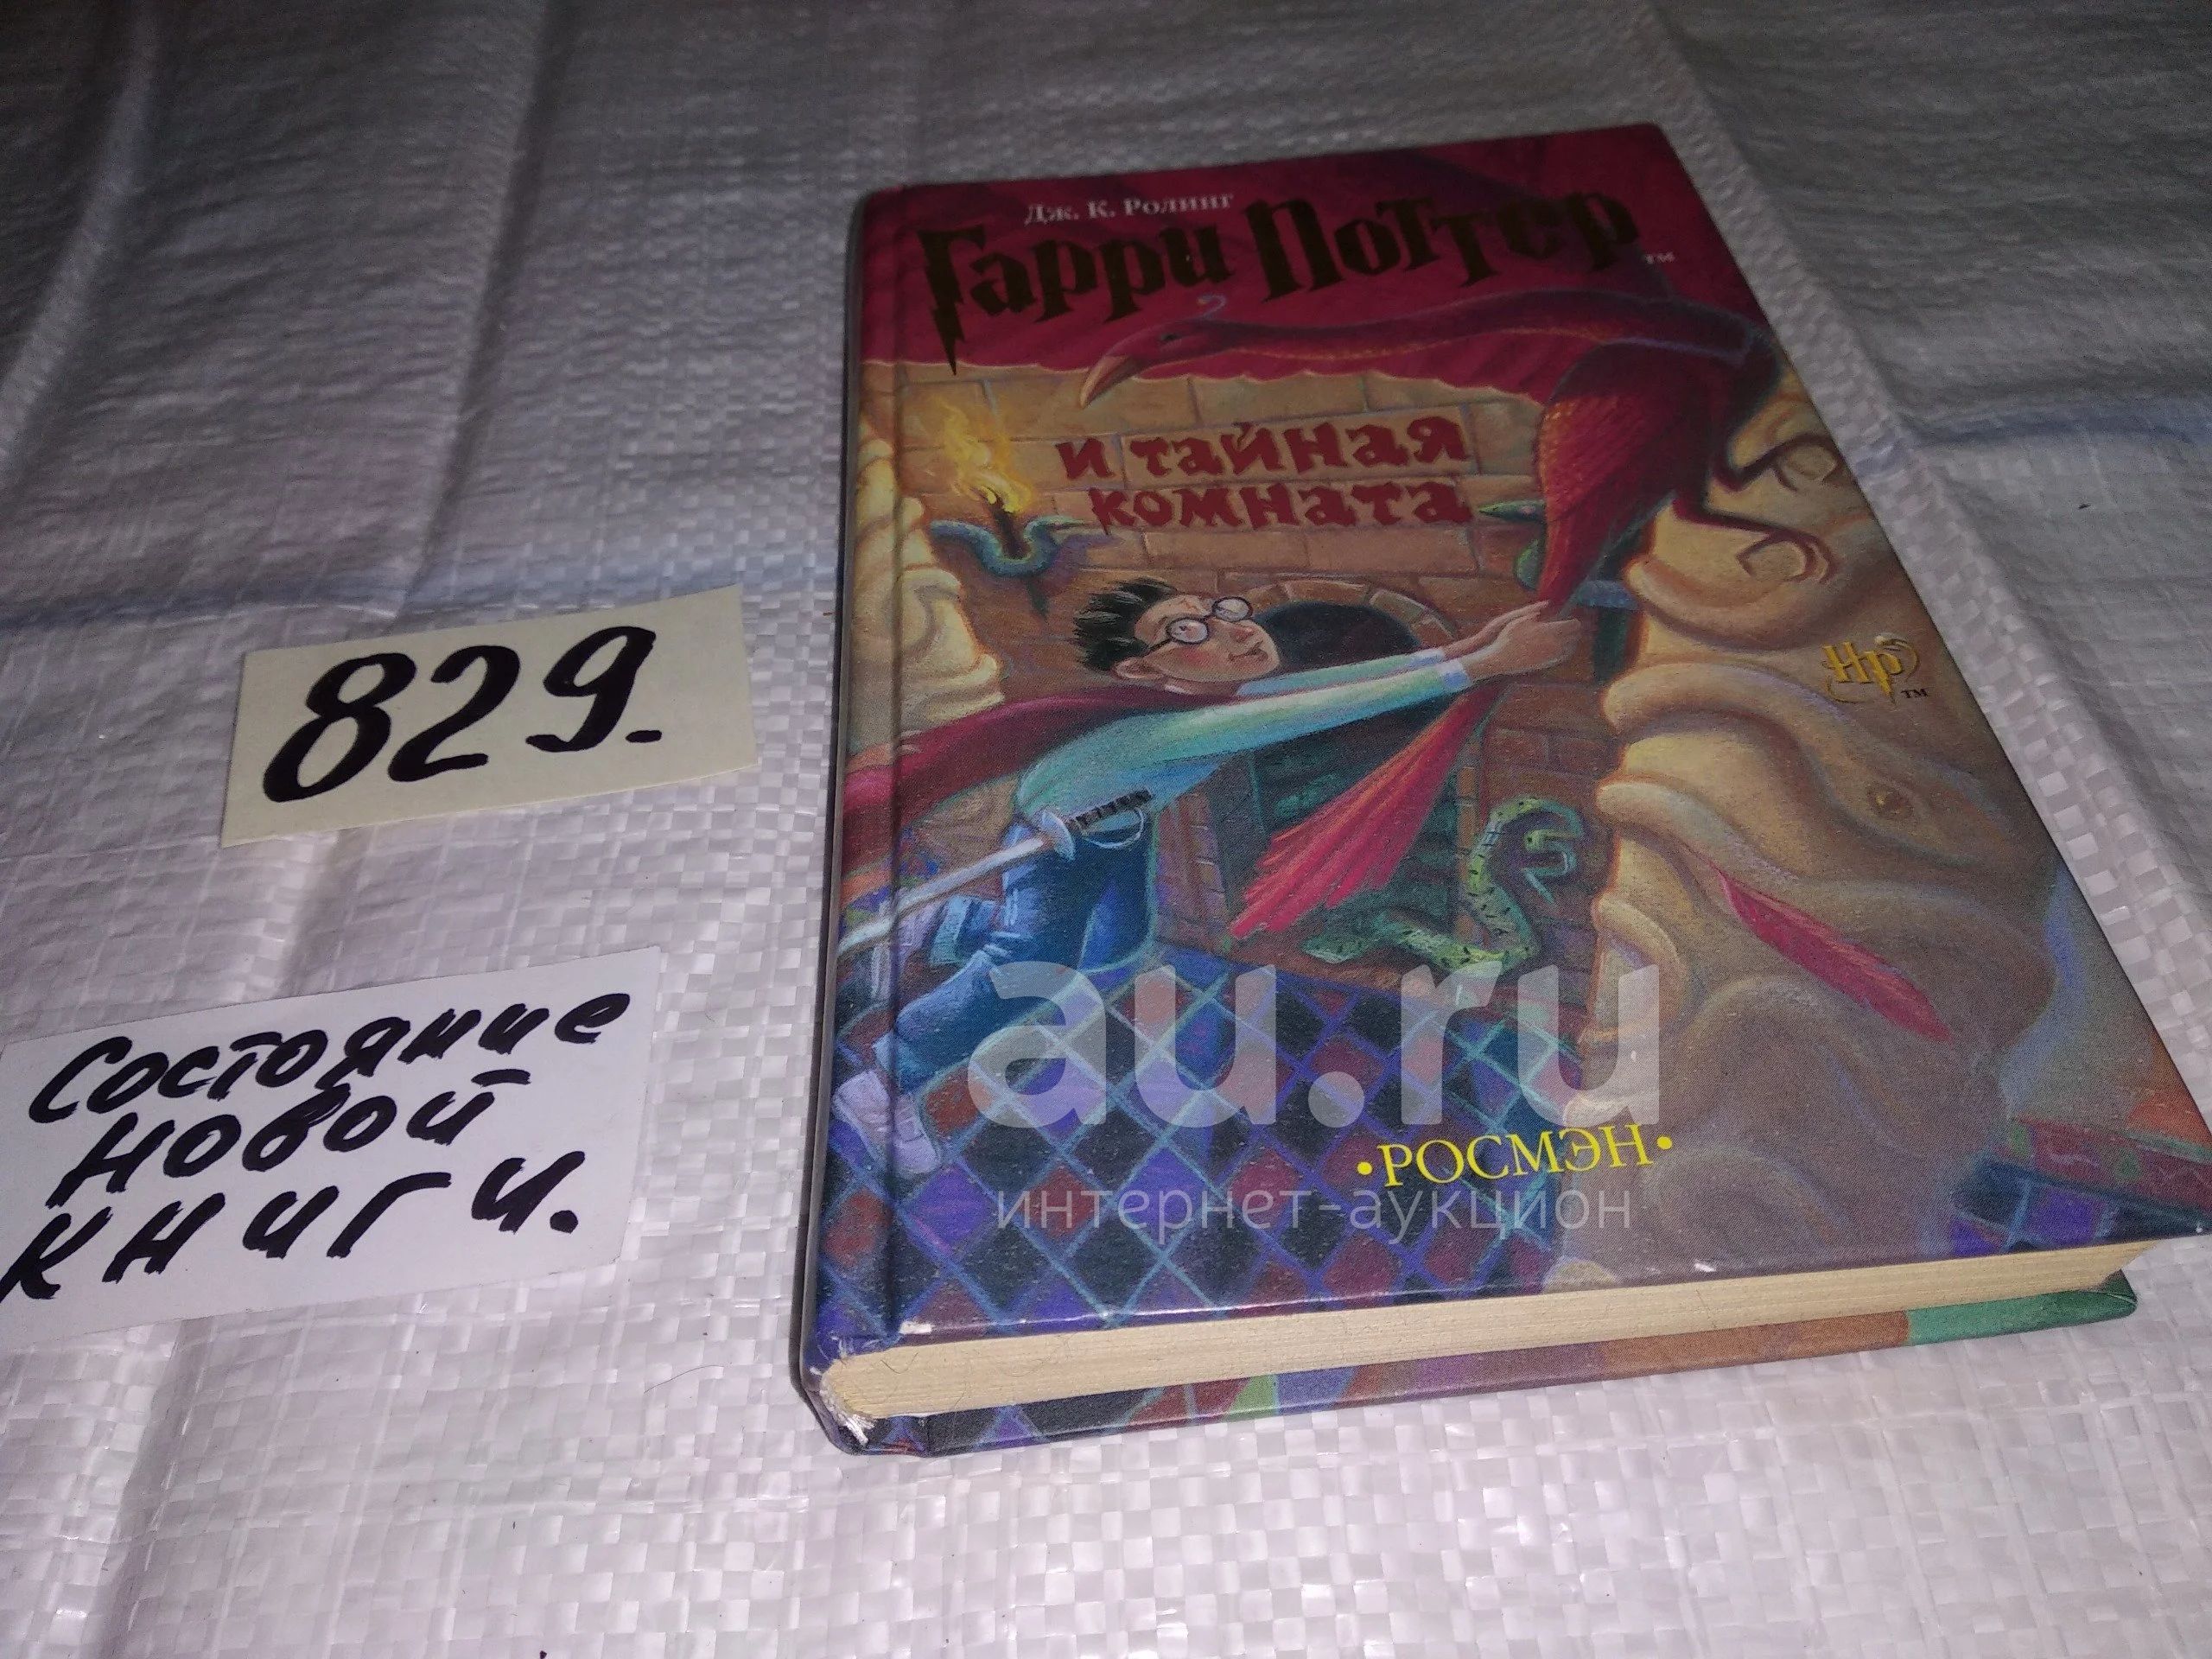 Дж. К. Ролинг
Гарри Поттер
TM
и тайная
комната
HP
TM
829.
Состояние
новой
книги.
au.ru
•РОСМЭН•
интернет-аукцион